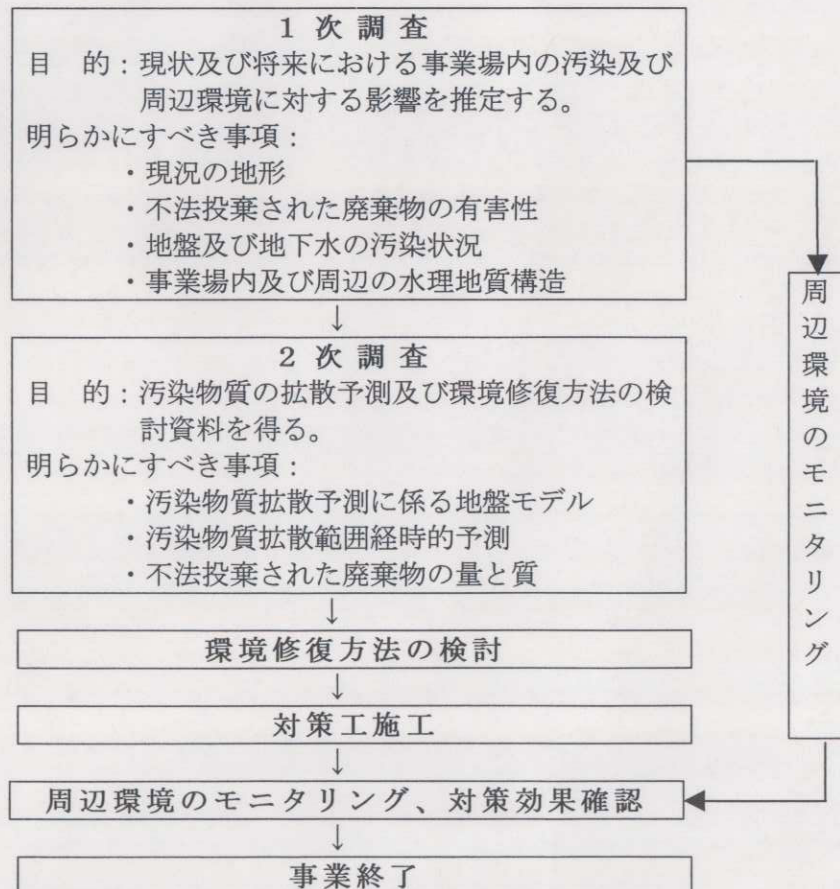 1次調査
目　的：現状及び将来における事業場内の汚染及び
周辺環境に対する影響を推定する。
明らかにすべき事項：
・現況の地形
・不法投棄された廃棄物の有害性
・地盤及び地下水の汚染状況
・事業場内及び周辺の水理地質構造
↓
2次調査
目　的：汚染物質の拡散予測及び環境修復方法の検
討資料を得る。
明らかにすべき事項：
・汚染物質拡散予測に係る地盤モデル
・汚染物質拡散範囲経時的予測
・不法投棄された廃棄物の量と質
↓
環境修復方法の検討
↓
対策工施工
↓
周辺環境のモニタリング、対策効果確認
↓
事業終了
周辺環境のモニタリング